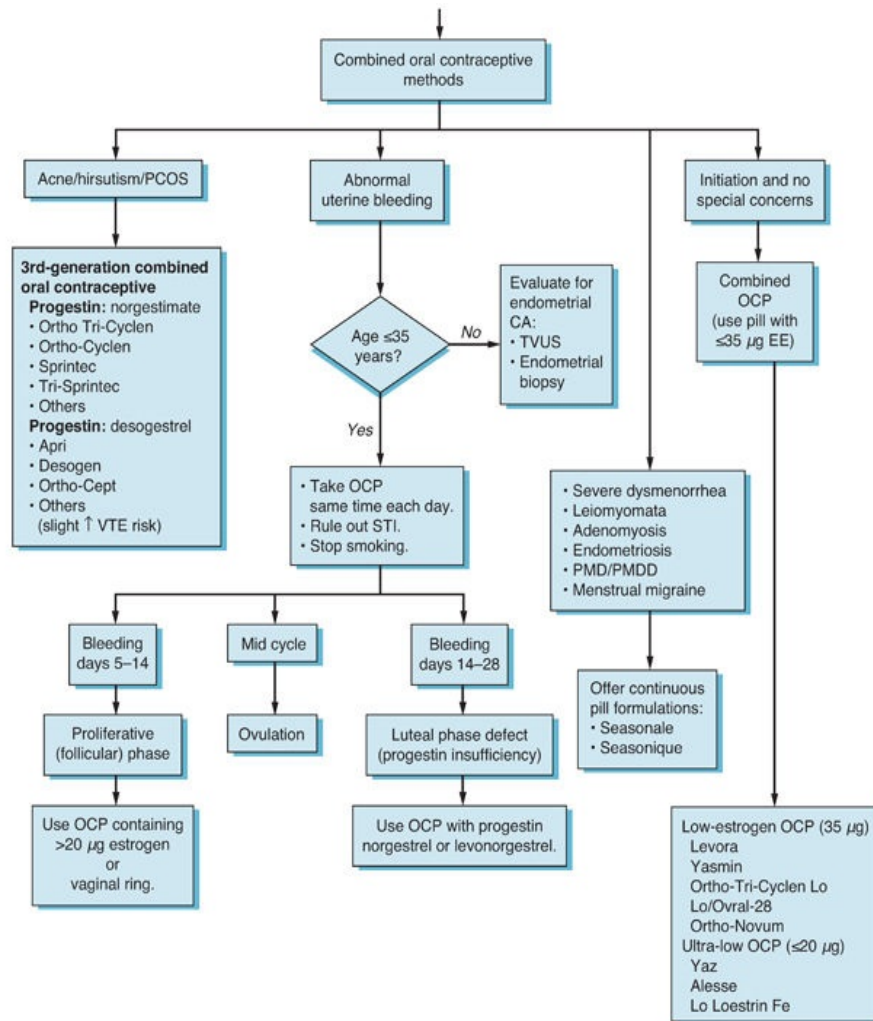 Combined oral contraceptive
methods
Acne/hirsutism/PCOS
3rd-generation combined
oral contraceptive
Progestin: norgestimate
• Ortho Tri-Cyclen
• Ortho-Cyclen
• Sprintec
• Tri-Sprintec
• Others
Progestin: desogestrel
• Apri
• Desogen
• Ortho-Cept
• Others
(slight ↑ VTE risk)
Abnormal
uterine bleeding
Age ≤35
years?
No
Evaluate for
endometrial
CA:
• TVUS
• Endometrial
biopsy
Yes
• Take OCP
same time each day.
• Rule out STI.
• Stop smoking.
Bleeding
days 5–14
Proliferative
(follicular) phase
Use OCP containing
>20 µg estrogen
or
vaginal ring.
Mid cycle
Ovulation
Bleeding
days 14–28
Luteal phase defect
(progestin insufficiency)
Use OCP with progestin
norgestrel or levonorgestrel.
• Severe dysmenorrhea
• Leiomyomata
• Adenomyosis
• Endometriosis
• PMD/PMDD
• Menstrual migraine
Offer continuous
pill formulations:
• Seasonale
• Seasonique
Initiation and no
special concerns
Combined
OCP
(use pill with
≤35 µg EE)
Low-estrogen OCP (35 µg)
Levora
Yasmin
Ortho-Tri-Cyclen Lo
Lo/Ovral-28
Ortho-Novum
Ultra-low OCP (≤20 µg)
Yaz
Alesse
Lo Loestrin Fe